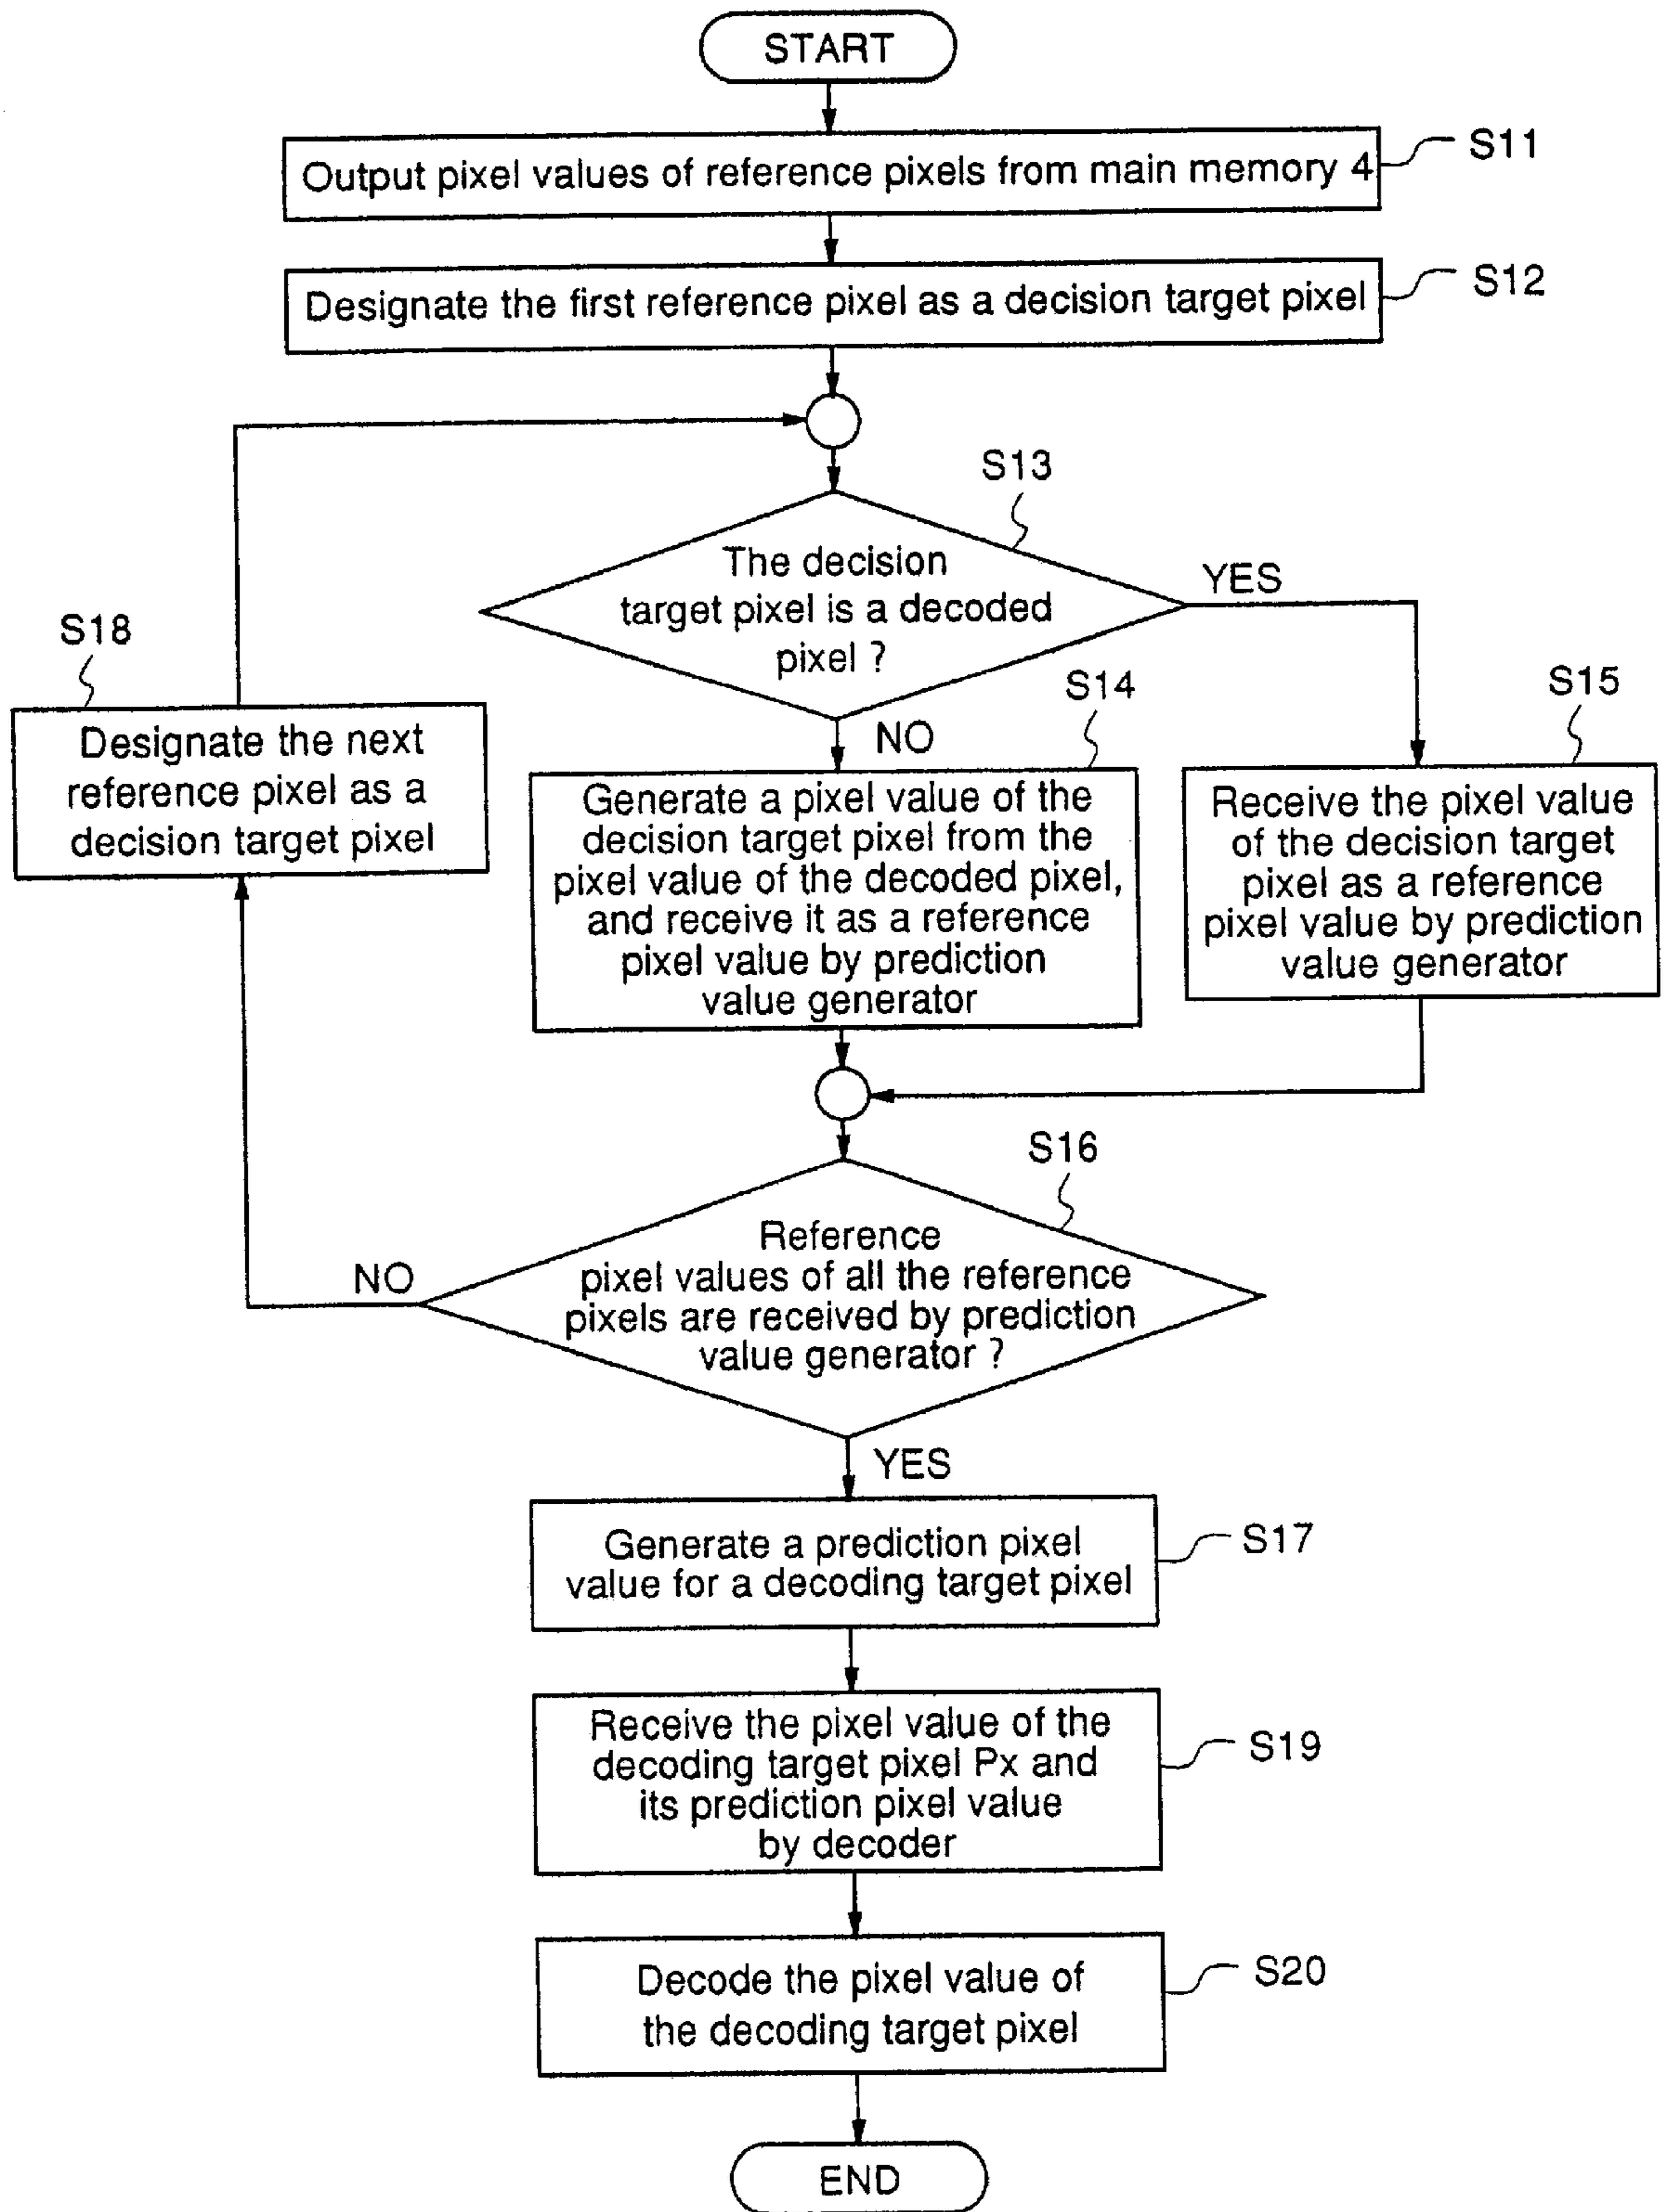 START
Output pixel values of reference pixels from main memory 4
S11
Designate the first reference pixel as a decision target pixel
S12
S13
The decision
target pixel is a decoded
pixel ?
YES
NO
S18
Designate the next
reference pixel as a
decision target pixel
S14
Generate a pixel value of the
decision target pixel from the
pixel value of the decoded pixel,
and receive it as a reference
pixel value by prediction
value generator
S15
Receive the pixel value
of the decision target
pixel as a reference
pixel value by prediction
value generator
S16
Reference
pixel values of all the reference
pixels are received by prediction
value generator ?
NO
YES
Generate a prediction pixel
value for a decoding target pixel
S17
Receive the pixel value of the
decoding target pixel Px and
its prediction pixel value
by decoder
S19
Decode the pixel value of
the decoding target pixel
S20
END